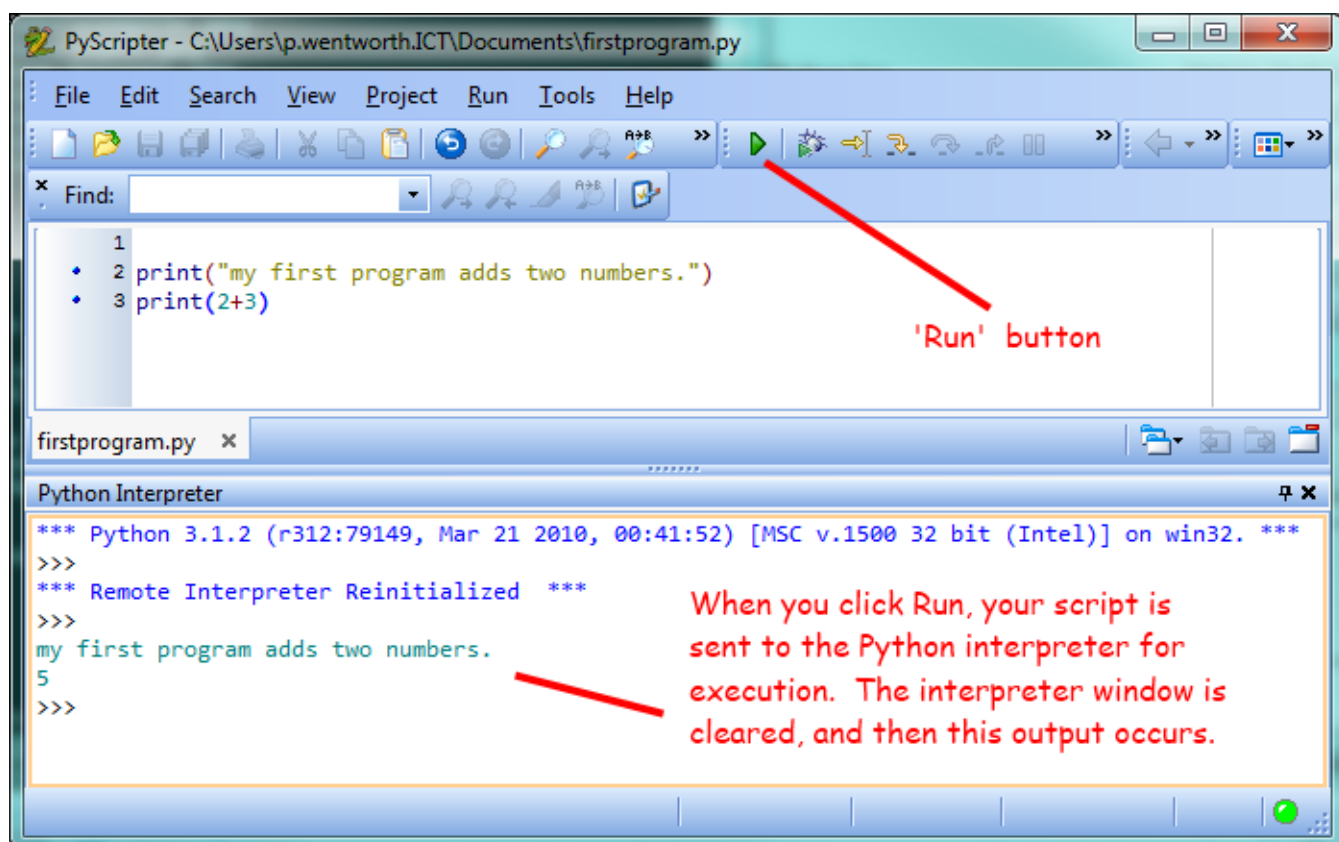 PyScripter - C:\Users\p.wentworth.ICT\Documents\firstprogram.py
File Edit Search View Project Run Tools Help
Find:
1
2 print("my first program adds two numbers.")
3 print(2+3)
'Run' button
firstprogram.py
Python Interpreter
*** Python 3.1.2 (r312:79149, Mar 21 2010, 00:41:52) [MSC v.1500 32 bit (Intel)] on win32. ***
>>>
*** Remote Interpreter Reinitialized ***
>>>
my first program adds two numbers.
5
>>>
When you click Run, your script is
sent to the Python interpreter for
execution. The interpreter window is
cleared, and then this output occurs.